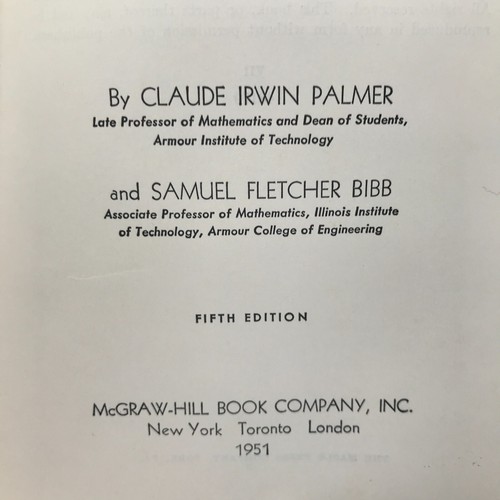 By CLAUDE IRWIN PALMER
Late Professor of Mathematics and Dean of Students,
Armour Institute of Technology
and SAMUEL FLETCHER BIBB
Associate Professor of Mathematics, Illinois Institute
of Technology, Armour College of Engineering
FIFTH EDITION
McGRAW-HILL BOOK COMPANY, INC.
New York Toronto London
1951